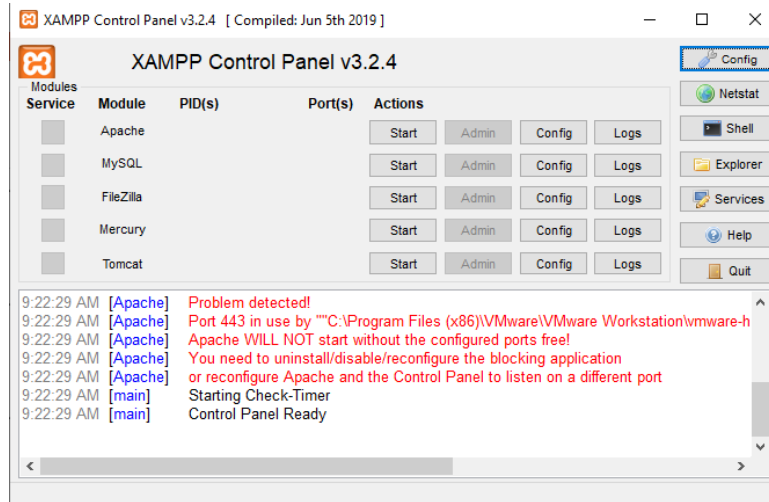 XAMPP Control Panel v3.2.4 [ Compiled: Jun 5th 2019 ]
XAMPP Control Panel v3.2.4
Config
Modules
Service Module PID(s) Port(s) Actions
Netstat
Apache Start Admin Config Logs
Shell
MySQL Start Admin Config Logs
Explorer
FileZilla Start Admin Config Logs
Services
Mercury Start Admin Config Logs
Help
Tomcat Start Admin Config Logs
Quit
9:22:29 AM [Apache] Problem detected!
9:22:29 AM [Apache] Port 443 in use by ""C:\Program Files (x86)\VMware\VMware Workstation\vmware-h
9:22:29 AM [Apache] Apache WILL NOT start without the configured ports free!
9:22:29 AM [Apache] You need to uninstall/disable/reconfigure the blocking application
9:22:29 AM [Apache] or reconfigure Apache and the Control Panel to listen on a different port
9:22:29 AM [main] Starting Check-Timer
9:22:29 AM [main] Control Panel Ready